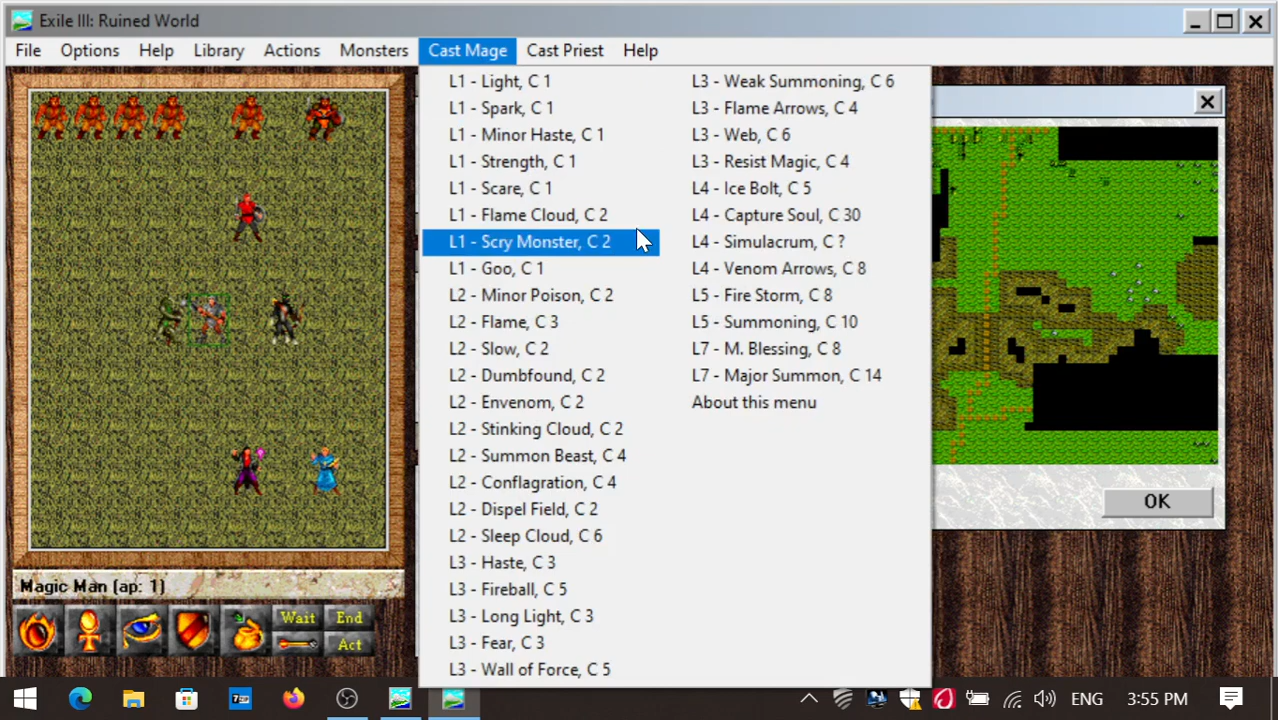 Exile III: Ruined World
File Options Help Library Actions Monsters Cast Mage Cast Priest Help
L1 - Light, C 1
L1 - Spark, C 1
L1 - Minor Haste, C 1
L1 - Strength, C 1
L1 - Scare, C 1
L1 - Flame Cloud, C 2
L1 - Scry Monster, C 2
L1 - Goo, C 1
L2 - Minor Poison, C 2
L2 - Flame, C 3
L2 - Slow, C 2
L2 - Dumbfound, C 2
L2 - Envenom, C 2
L2 - Stinking Cloud, C 2
L2 - Summon Beast, C 4
L2 - Conflagration, C 4
L2 - Dispel Field, C 2
L2 - Sleep Cloud, C 6
L3 - Haste, C 3
L3 - Fireball, C 5
L3 - Long Light, C 3
L3 - Fear, C 3
L3 - Wall of Force, C 5
L3 - Weak Summoning, C 6
L3 - Flame Arrows, C 4
L3 - Web, C 6
L3 - Resist Magic, C 4
L4 - Ice Bolt, C 5
L4 - Capture Soul, C 30
L4 - Simulacrum, C ?
L4 - Venom Arrows, C 8
L5 - Fire Storm, C 8
L5 - Summoning, C 10
L7 - M. Blessing, C 8
L7 - Major Summon, C 14
About this menu
OK
Magic Man (ap: 1)
Wait End
Act
ENG 3:55 PM